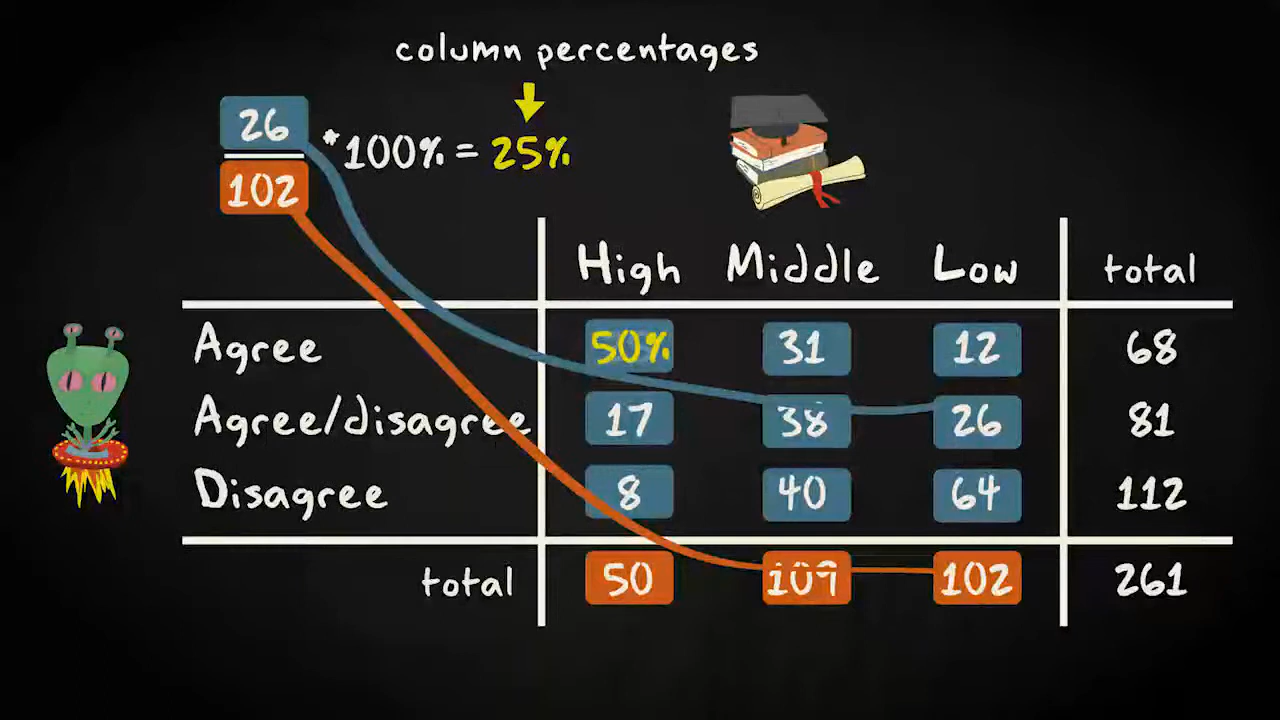 column percentages
26
102
*100% = 25%
High Middle Low total
Agree 50% 31 12 68
Agree/disagree 17 38 26 81
Disagree 8 40 64 112
total 50 109 102 261